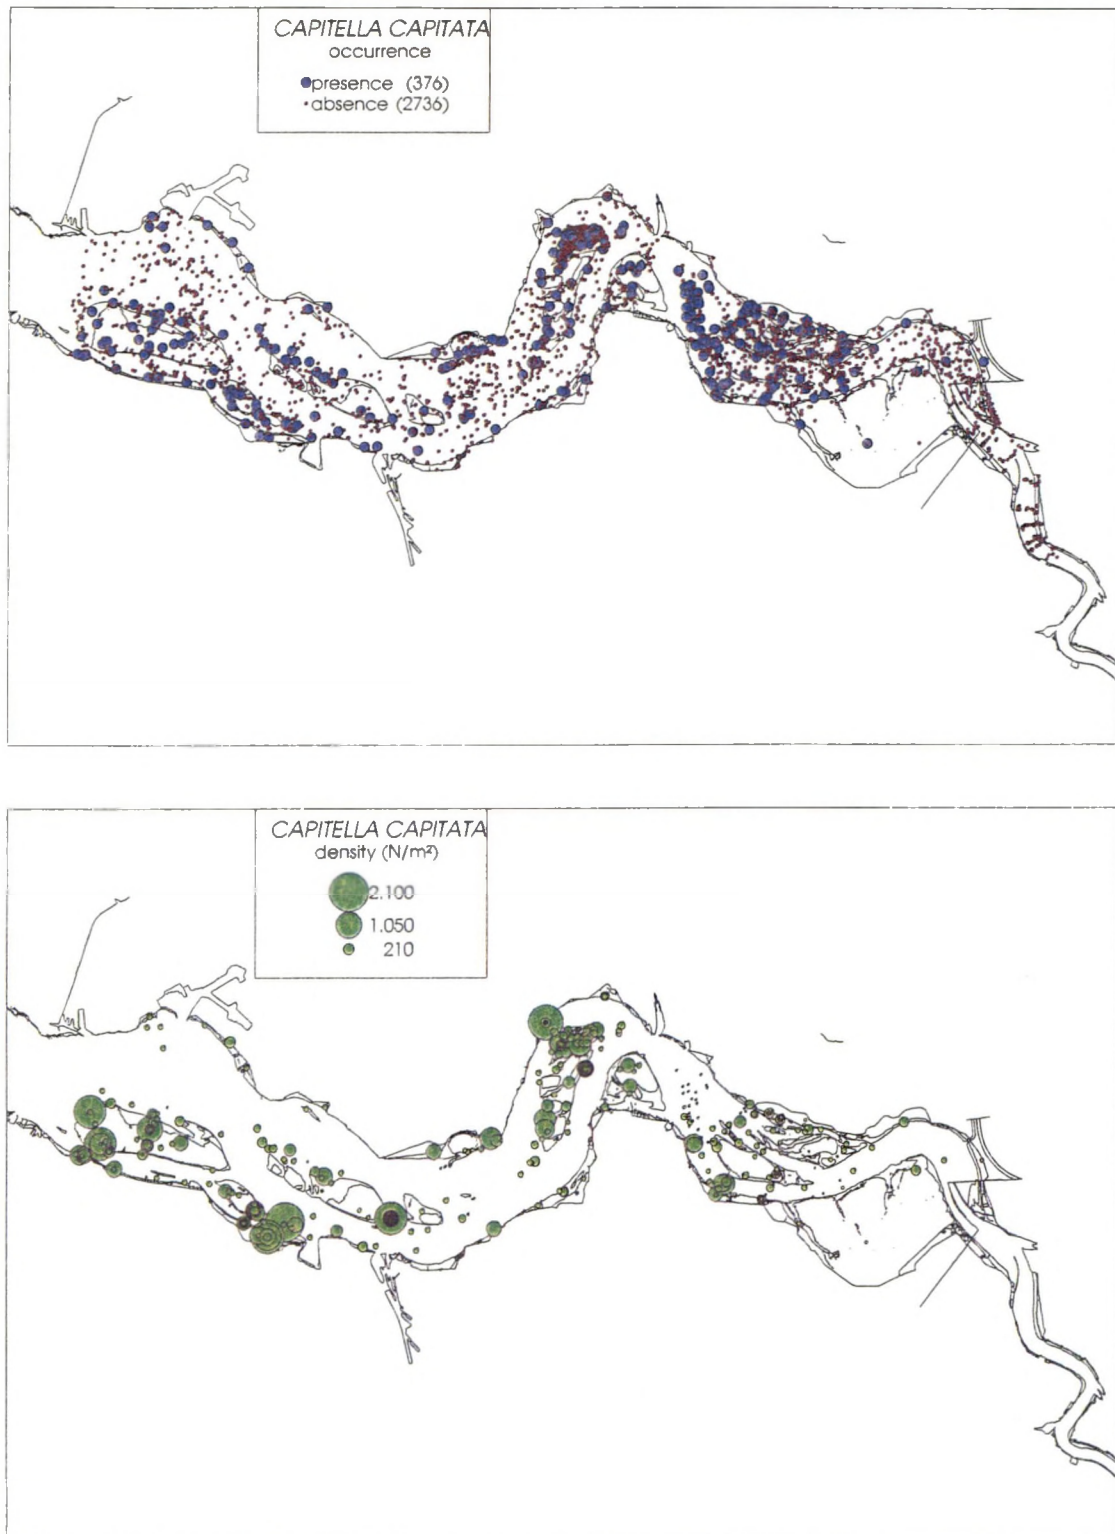 CAPITELLA CAPITATA
occurrence
presence (376)
absence (2736)
CAPITELLA CAPITATA
density (N/m²)
2.100
1.050
210